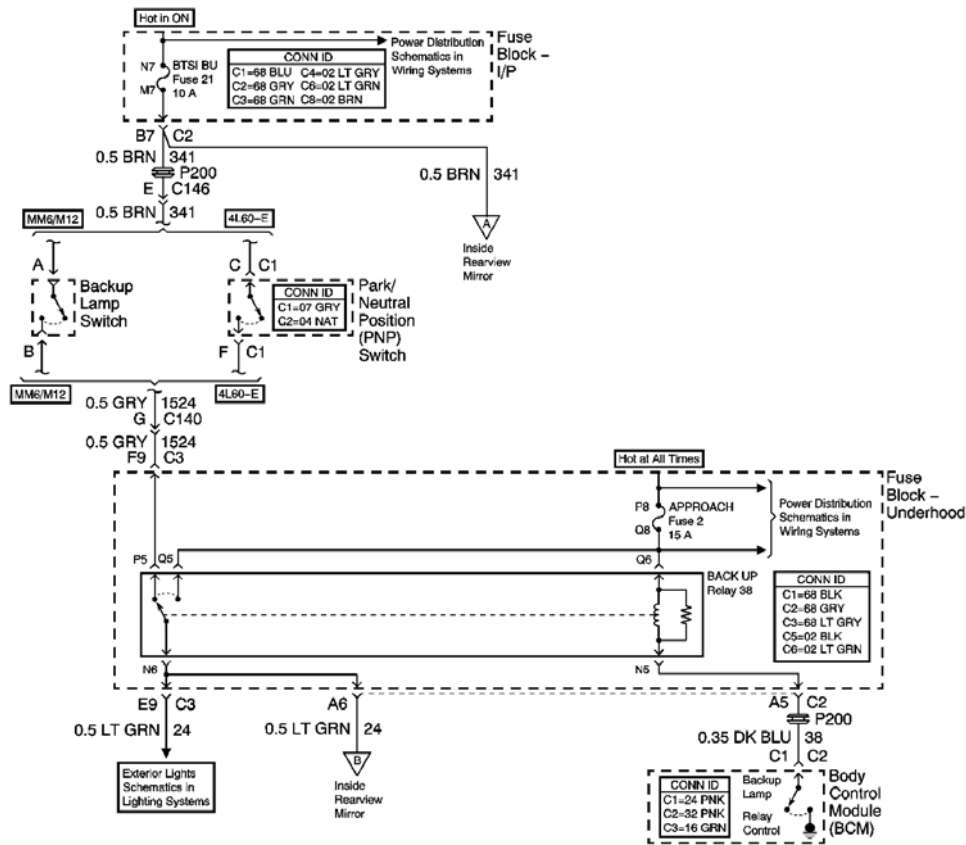 Hot in ON
Fuse
Block –
I/P
Power Distribution
Schematics in
Wiring Systems
N7
M7
BTSI BU
Fuse 21
10 A
CONN ID
C1=68 BLU C4=02 LT GRY
C2=68 GRY C6=02 LT GRN
C3=68 GRN C8=02 BRN
B7 C2
0.5 BRN 341
P200
E C146
0.5 BRN 341
0.5 BRN 341
A
Inside
Rearview
Mirror
MM6/M12
4L60-E
A
Backup
Lamp
Switch
B
C C1
CONN ID
C1=07 GRY
C2=04 NAT
Park/
Neutral
Position
(PNP)
Switch
F C1
MM6/M12
4L60-E
0.5 GRY 1524
G C140
0.5 GRY 1524
F9 C3
Hot at All Times
Fuse
Block –
Underhood
P8
Q8
APPROACH
Fuse 2
15 A
Power Distribution
Schematics in
Wiring Systems
P5 Q5
Q6
BACK UP
Relay 38
CONN ID
C1=68 BLK
C2=68 GRY
C3=68 LT GRY
C5=02 BLK
C6=02 LT GRN
N6
N5
E9 C3
A6
A5 C2
0.5 LT GRN 24
0.5 LT GRN 24
P200
0.35 DK BLU 38
C1 C2
Exterior Lights
Schematics in
Lighting Systems
B
Inside
Rearview
Mirror
CONN ID
C1=24 PNK
C2=32 PNK
C3=16 GRN
Backup
Lamp
Relay
Control
Body
Control
Module
(BCM)